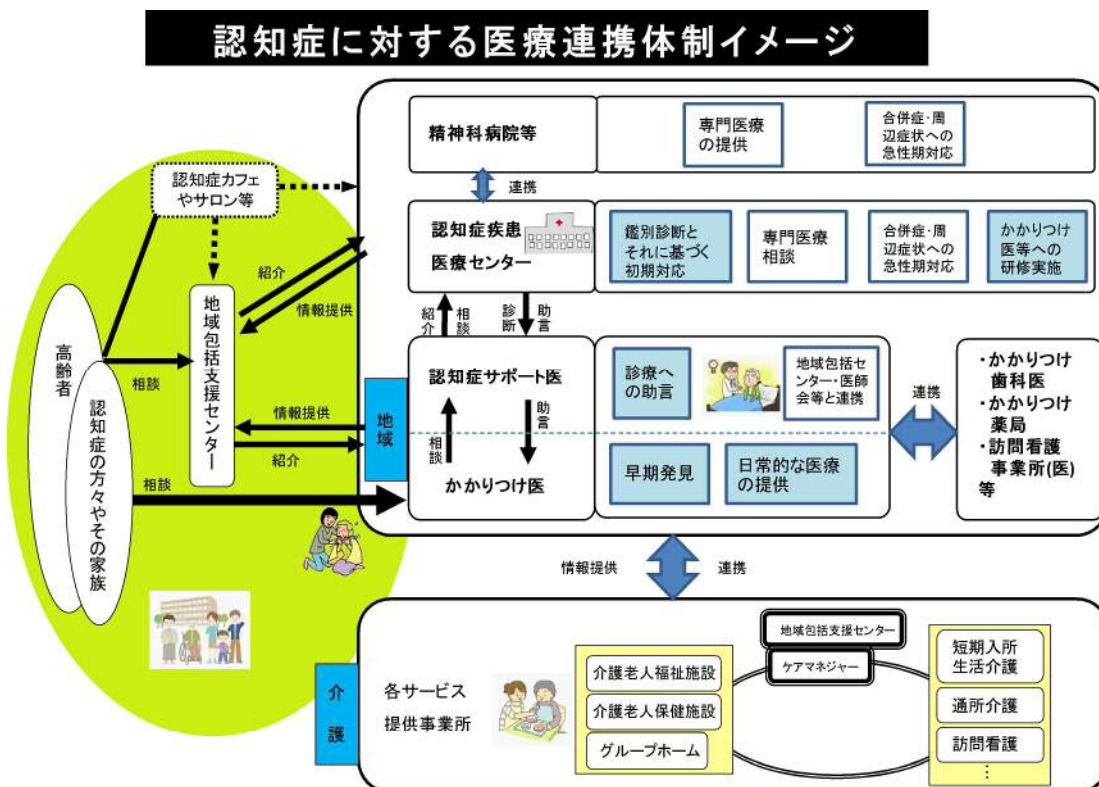 認知症に対する医療連携体制イメージ
精神科病院等
専門医療
の提供
合併症・周
辺症状への
急性期対応
認知症カフェ
やサロン等
連携
認知症疾患
医療センター
鑑別診断と
それに基づく
初期対応
専門医療
相談
合併症・周
辺症状への
急性期対応
かかりつけ
医等への
研修実施
紹介
情報提供
地域包括支援センター
紹介
相談
診断
助言
高齢者
認知症の方々やその家族
相談
地域
認知症サポート医
診療へ
の助言
地域包括セ
ンター・医師
会等と連携
連携
・かかりつけ
歯科医
・かかりつけ
薬局
・訪問看護
事業所(医)
等
情報提供
紹介
相談
助言
相談
かかりつけ医
早期発見
日常的な医療
の提供
情報提供
連携
介護
各サービス
提供事業所
介護老人福祉施設
介護老人保健施設
グループホーム
地域包括支援センター
ケアマネジャー
短期入所
生活介護
通所介護
訪問看護
…